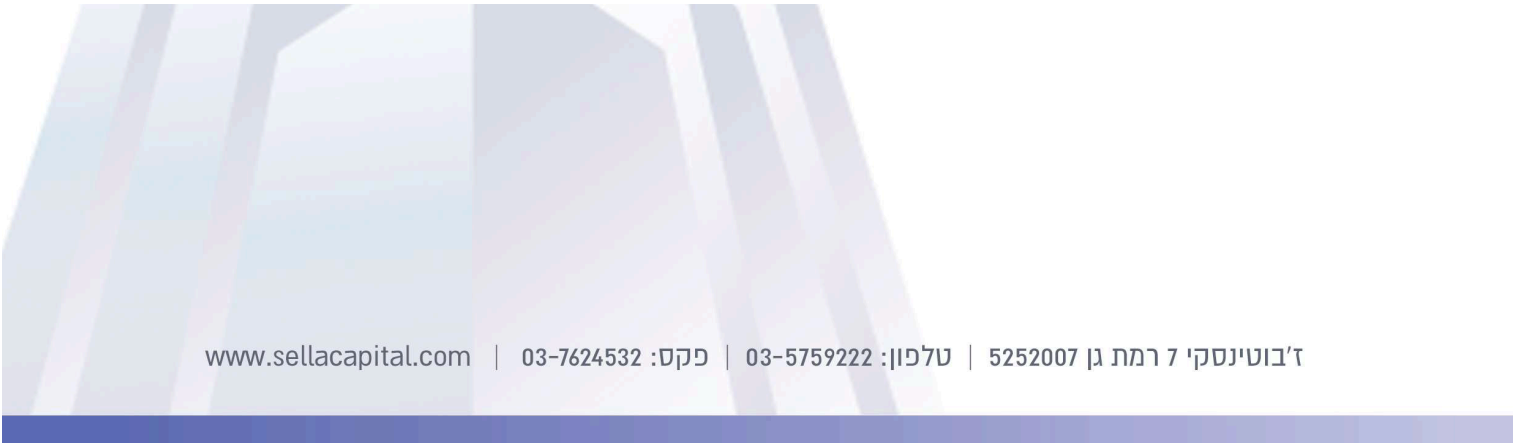 ז'בוטינסקי 7 רמת גן 5252007 | טלפון: 03-5759222 | פקס: 03-7624532 | www.sellacapital.com